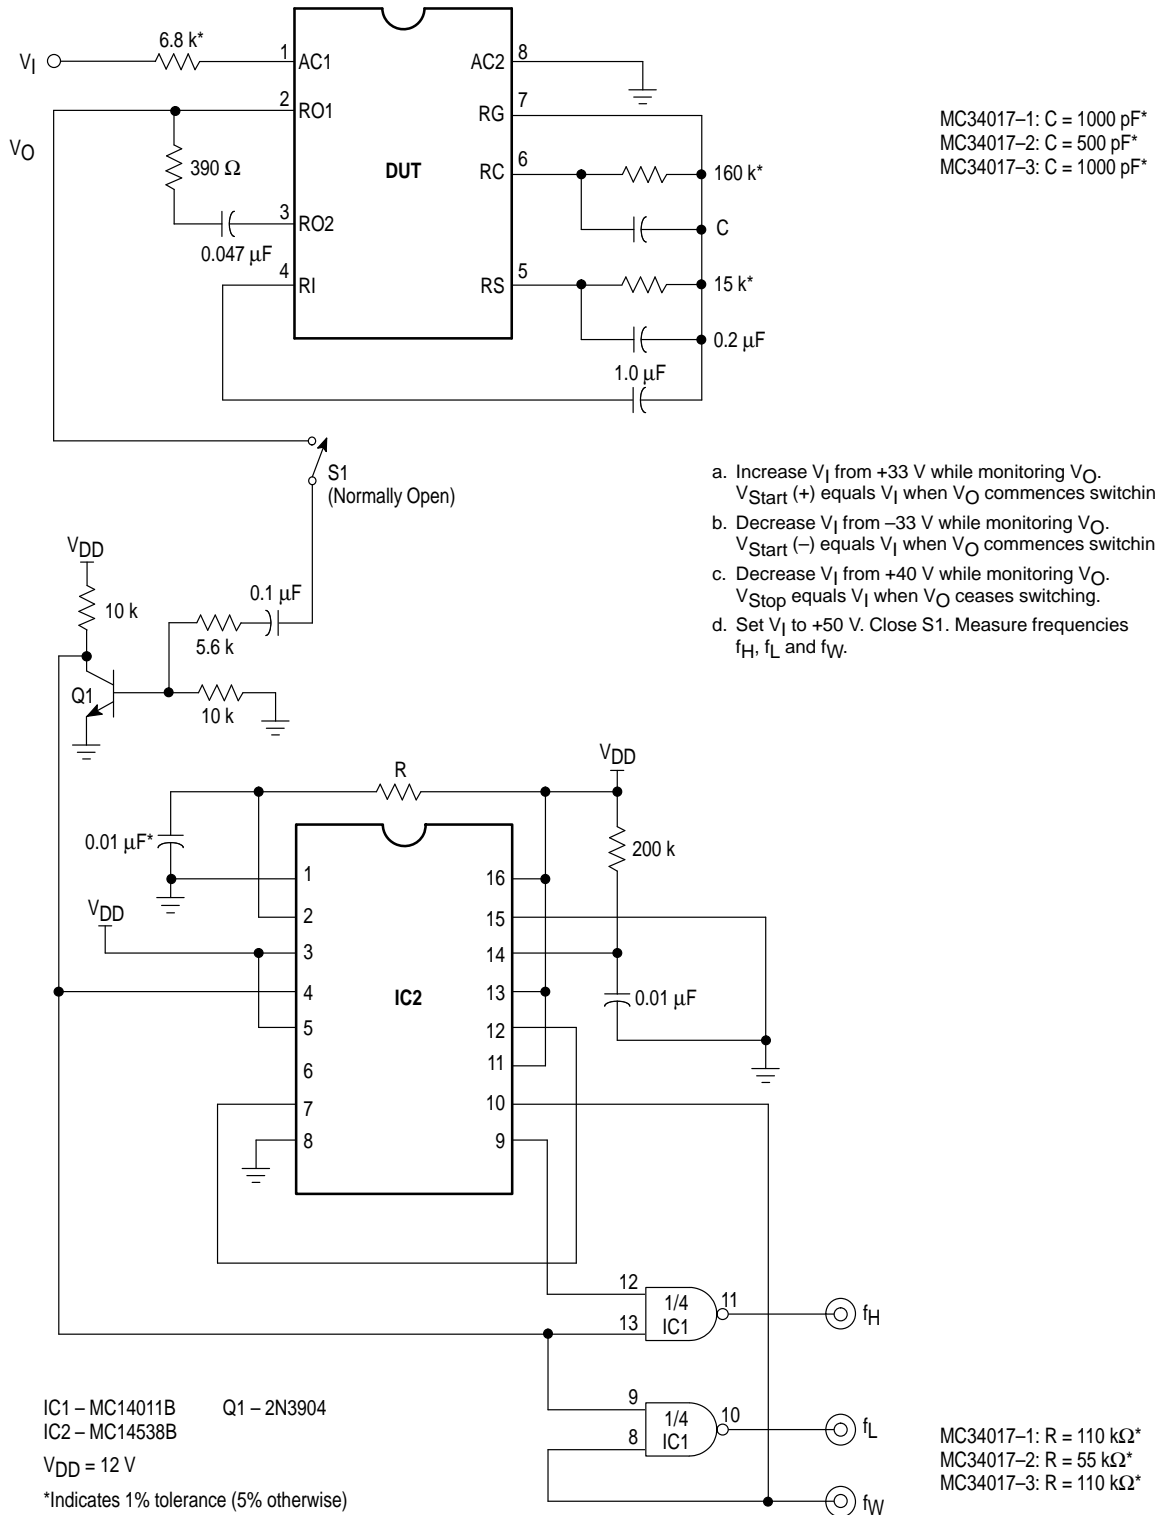 6.8 k*
VI
1
AC1
AC2
8
2
RO1
RG
7
VO
390 Ω
DUT
RC
6
160 k*
3
RO2
C
0.047 µF
4
RI
RS
5
15 k*
0.2 µF
1.0 µF
MC34017–1: C = 1000 pF*
MC34017–2: C = 500 pF*
MC34017–3: C = 1000 pF*
S1
(Normally Open)
a. Increase VI from +33 V while monitoring VO.
VStart (+) equals VI when VO commences switchin
b. Decrease VI from –33 V while monitoring VO.
VStart (–) equals VI when VO commences switchin
c. Decrease VI from +40 V while monitoring VO.
VStop equals VI when VO ceases switching.
d. Set VI to +50 V. Close S1. Measure frequencies
fH, fL and fW.
VDD
10 k
0.1 µF
5.6 k
Q1
10 k
R
VDD
0.01 µF*
200 k
1
16
VDD
2
15
3
14
4
IC2
13
0.01 µF
5
12
6
11
7
10
8
9
12
1/4
11
fH
13
IC1
9
1/4
10
fL
8
IC1
fW
IC1 – MC14011B Q1 – 2N3904
IC2 – MC14538B
VDD = 12 V
*Indicates 1% tolerance (5% otherwise)
MC34017–1: R = 110 kΩ*
MC34017–2: R = 55 kΩ*
MC34017–3: R = 110 kΩ*